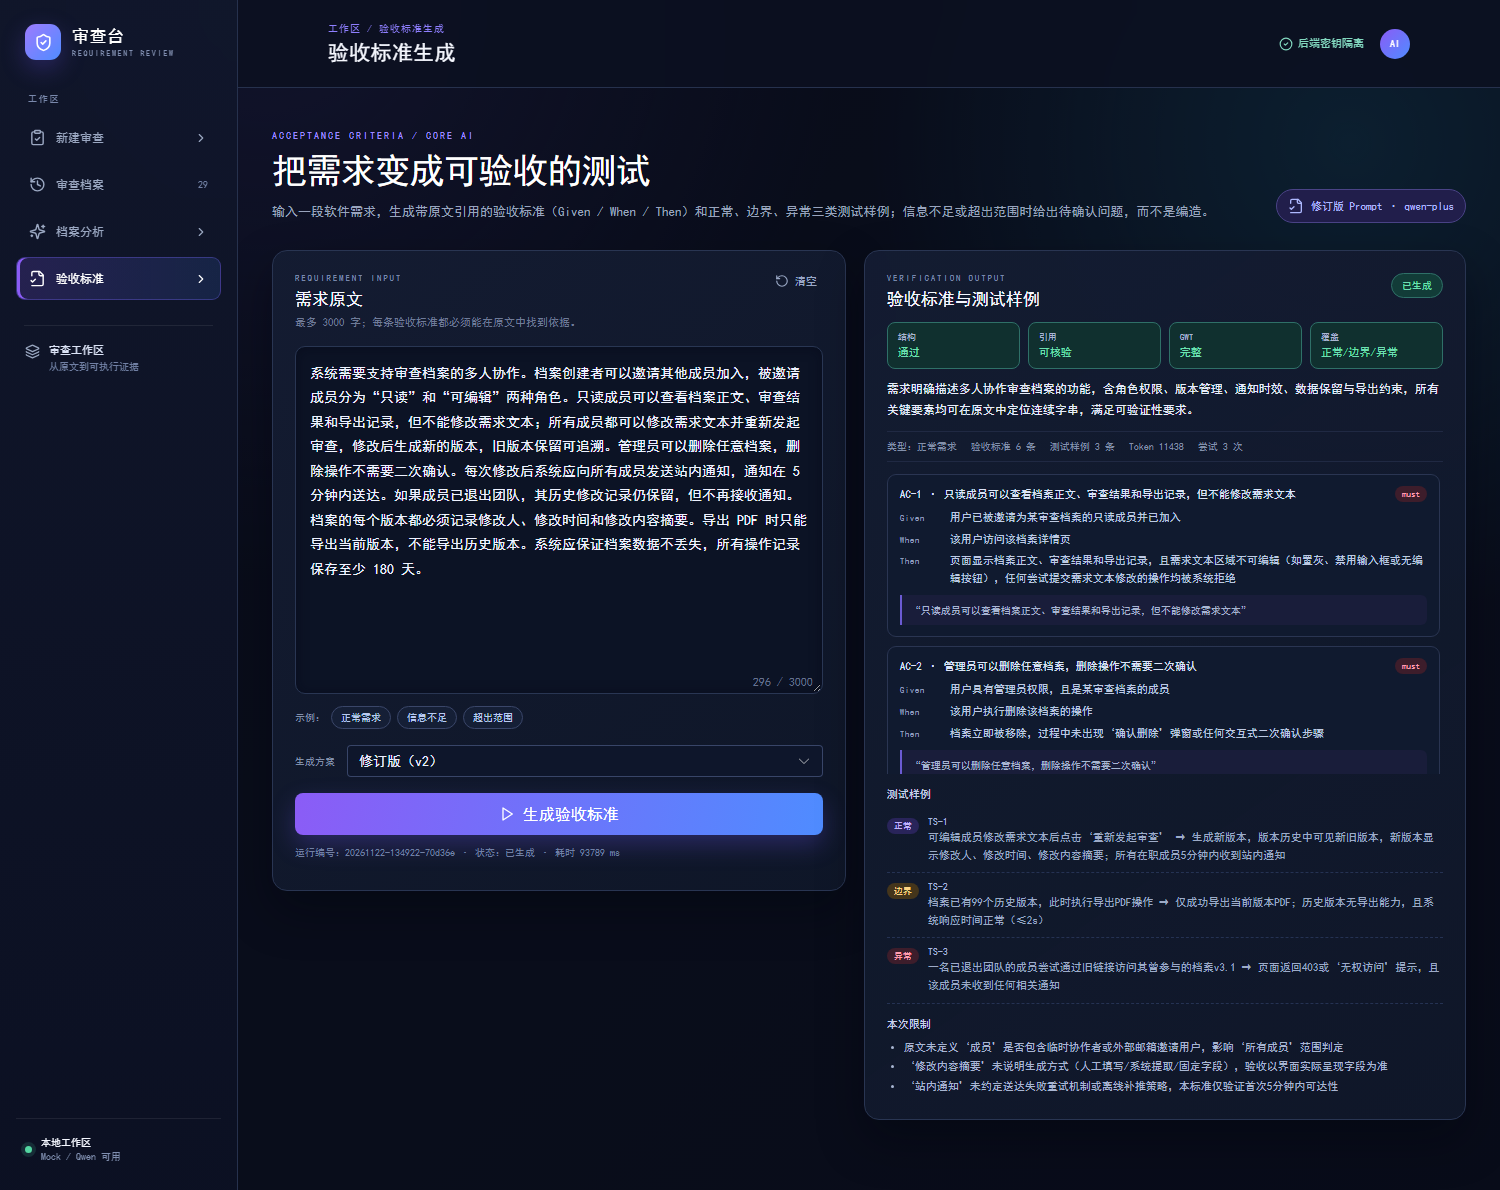 审查台
REQUIREMENT REVIEW
工作区
新建审查
审查档案
29
档案分析
验收标准
审查工作区
从原文到可执行证据
本地工作区
Mock / Qwen 可用
工作区 / 验收标准生成
验收标准生成
后端密钥隔离
AI
ACCEPTANCE CRITERIA / CORE AI
把需求变成可验收的测试
输入一段软件需求，生成带原文引用的验收标准（Given / When / Then）和正常、边界、异常三类测试样例；信息不足或超出范围时给出待确认问题，而不是编造。
修订版 Prompt · qwen-plus
REQUIREMENT INPUT
需求原文
最多 3000 字；每条验收标准都必须能在原文中找到依据。
清空
系统需要支持审查档案的多人协作。档案创建者可以邀请其他成员加入，被邀请
成员分为“只读”和“可编辑”两种角色。只读成员可以查看档案正文、审查结
果和导出记录，但不能修改需求文本；所有成员都可以修改需求文本并重新发起
审查，修改后生成新的版本，旧版本保留可追溯。管理员可以删除任意档案，删
除操作不需要二次确认。每次修改后系统应向所有成员发送站内通知，通知在 5
分钟内送达。如果成员已退出团队，其历史修改记录仍保留，但不再接收通知。
档案的每个版本都必须记录修改人、修改时间和修改内容摘要。导出 PDF 时只能
导出当前版本，不能导出历史版本。系统应保证档案数据不丢失，所有操作记录
保存至少 180 天。
296 / 3000
示例：
正常需求
信息不足
超出范围
生成方案
修订版（v2）
生成验收标准
运行编号：20261122-134922-70d36e · 状态：已生成 · 耗时 93789 ms
VERIFICATION OUTPUT
验收标准与测试样例
已生成
结构
通过
引用
可核验
GWT
完整
覆盖
正常/边界/异常
需求明确描述多人协作审查档案的功能，含角色权限、版本管理、通知时效、数据保留与导出约束，所有
关键要素均可在原文中定位连续字串，满足可验证性要求。
类型：正常需求 验收标准 6 条 测试样例 3 条 Token 11438 尝试 3 次
AC-1 · 只读成员可以查看档案正文、审查结果和导出记录，但不能修改需求文本
must
Given 用户已被邀请为某审查档案的只读成员并已加入
When 该用户访问该档案详情页
Then 页面显示档案正文、审查结果和导出记录，且需求文本区域不可编辑（如置灰、禁用输入框或无编
辑按钮），任何尝试提交需求文本修改的操作均被系统拒绝
“只读成员可以查看档案正文、审查结果和导出记录，但不能修改需求文本”
AC-2 · 管理员可以删除任意档案，删除操作不需要二次确认
must
Given 用户具有管理员权限，且是某审查档案的成员
When 该用户执行删除该档案的操作
Then 档案立即被移除，过程中未出现‘确认删除’弹窗或任何交互式二次确认步骤
“管理员可以删除任意档案，删除操作不需要二次确认”
测试样例
正常
TS-1
可编辑成员修改需求文本后点击‘重新发起审查’ → 生成新版本，版本历史中可见新旧版本，新版本显
示修改人、修改时间、修改内容摘要；所有在职成员5分钟内收到站内通知
边界
TS-2
档案已有99个历史版本，此时执行导出PDF操作 → 仅成功导出当前版本PDF；历史版本无导出能力，且系
统响应时间正常（≤2s）
异常
TS-3
一名已退出团队的成员尝试通过旧链接访问其曾参与的档案v3.1 → 页面返回403或‘无权访问’提示，且
该成员未收到任何相关通知
本次限制
• 原文未定义‘成员’是否包含临时协作者或外部邮箱邀请用户，影响‘所有成员’范围判定
• ‘修改内容摘要’未说明生成方式（人工填写/系统提取/固定字段），验收以界面实际呈现字段为准
• ‘站内通知’未约定送达失败重试机制或离线补推策略，本标准仅验证首次5分钟内可达性